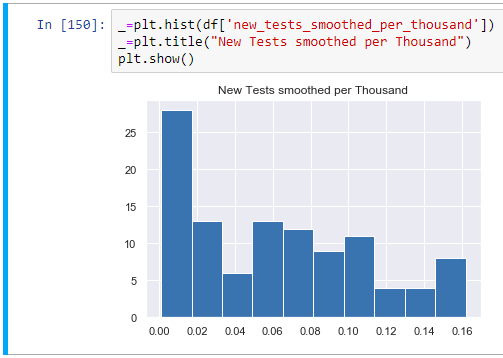 In [150]: _=plt.hist(df['new_tests_smoothed_per_thousand'])
_=plt.title("New Tests smoothed per Thousand")
plt.show()
New Tests smoothed per Thousand
25
20
15
10
5
0
0.00 0.02 0.04 0.06 0.08 0.10 0.12 0.14 0.16